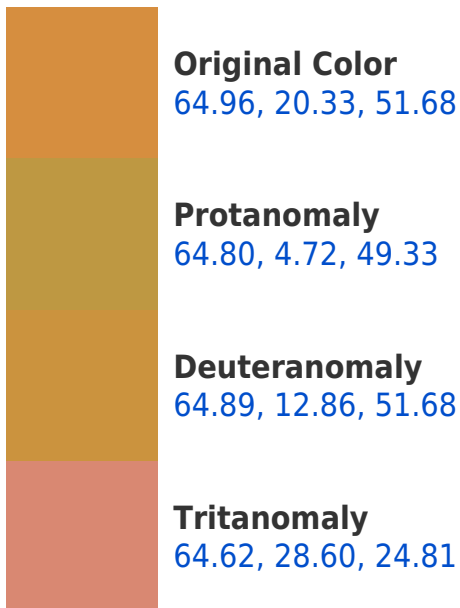 Original Color
64.96, 20.33, 51.68
Protanomaly
64.80, 4.72, 49.33
Deuteranomaly
64.89, 12.86, 51.68
Tritanomaly
64.62, 28.60, 24.81